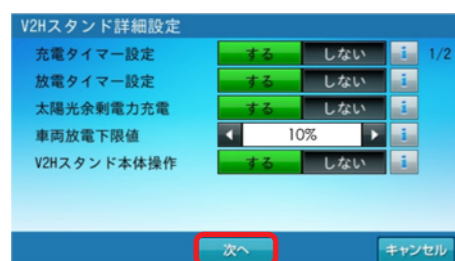 V2Hスタンド詳細設定
充電タイマー設定 する しない i 1/2
放電タイマー設定 する しない i
太陽光余剰電力充電 する しない i
車両放電下限値 ◀ 10% ▶ i
V2Hスタンド本体操作 する しない i
次へ キャンセル